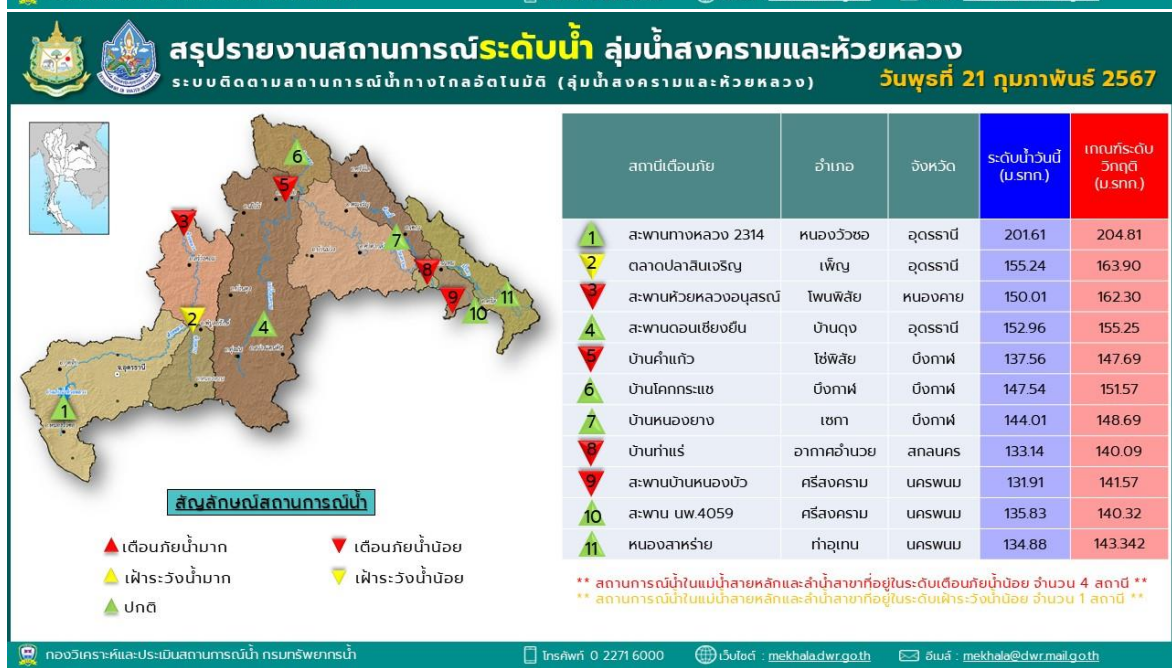 สรุปรายงานสถานการณ์ระดับน้ำ ลุ่มน้ำสงครามและห้วยหลวง
ระบบติดตามสถานการณ์น้ำทางไกลอัตโนมัติ (ลุ่มน้ำสงครามและห้วยหลวง)
วันพุธที่ 21 กุมภาพันธ์ 2567
6
5
3
7
8
9
11
10
2
4
1
สัญลักษณ์สถานการณ์น้ำ
เตือนภัยน้ำมาก
เตือนภัยน้ำน้อย
เฝ้าระวังน้ำมาก
เฝ้าระวังน้ำน้อย
ปกติ
สถานีเตือนภัย อำเภอ จังหวัด ระดับน้ำวันนี้ (ม.รทก.) เกณฑ์ระดับวิกฤติ (ม.รทก.)
1 สะพานทางหลวง 2314 หนองวัวซอ อุดรธานี 201.61 204.81
2 ตลาดปลาสินเจริญ เพ็ญ อุดรธานี 155.24 163.90
3 สะพานห้วยหลวงอนุสรณ์ โพนพิสัย หนองคาย 150.01 162.30
4 สะพานดอนเชียงยืน บ้านดุง อุดรธานี 152.96 155.25
5 บ้านคำแก้ว โซ่พิสัย บึงกาฬ 137.56 147.69
6 บ้านโคกกระแซ บึงกาฬ บึงกาฬ 147.54 151.57
7 บ้านหนองยาง เซกา บึงกาฬ 144.01 148.69
8 บ้านท่าแร่ อากาศอำนวย สกลนคร 133.14 140.09
9 สะพานบ้านหนองบัว ศรีสงคราม นครพนม 131.91 141.57
10 สะพาน นพ.4059 ศรีสงคราม นครพนม 135.83 140.32
11 หนองสาหร่าย ท่าอุเทน นครพนม 134.88 143.342
** สถานการณ์น้ำในแม่น้ำสายหลักและลำน้ำสาขาที่อยู่ในระดับเตือนภัยน้ำน้อย จำนวน 4 สถานี **
** สถานการณ์น้ำในแม่น้ำสายหลักและลำน้ำสาขาที่อยู่ในระดับเฝ้าระวังน้ำน้อย จำนวน 1 สถานี **
กองวิเคราะห์และประเมินสถานการณ์น้ำ กรมทรัพยากรน้ำ
โทรศัพท์ 0 2271 6000
เว็บไซต์ : mekhala.dwr.go.th
อีเมล์ : mekhala@dwr.mail.go.th